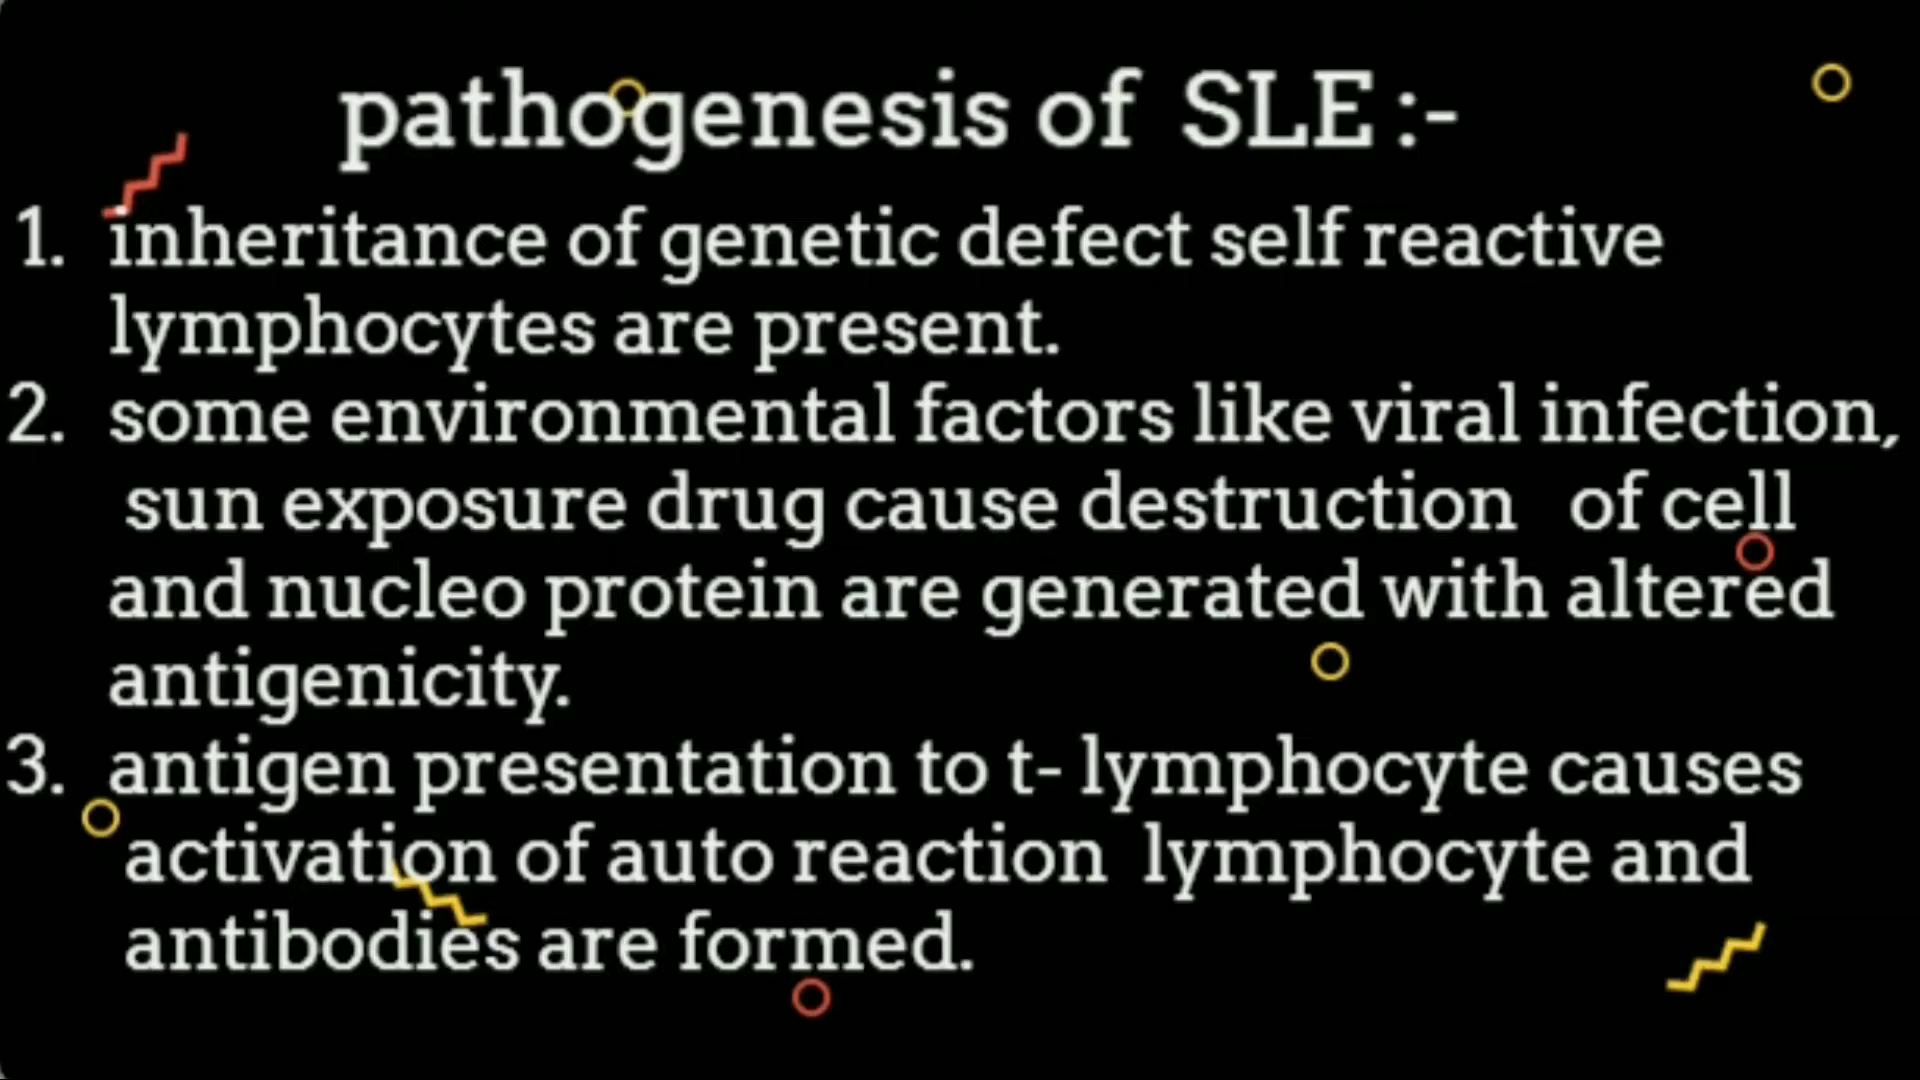 pathogenesis of SLE :-
1. inheritance of genetic defect self reactive
lymphocytes are present.
2. some environmental factors like viral infection,
sun exposure drug cause destruction of cell
and nucleo protein are generated with altered
antigenicity.
3. antigen presentation to t- lymphocyte causes
activation of auto reaction lymphocyte and
antibodies are formed.